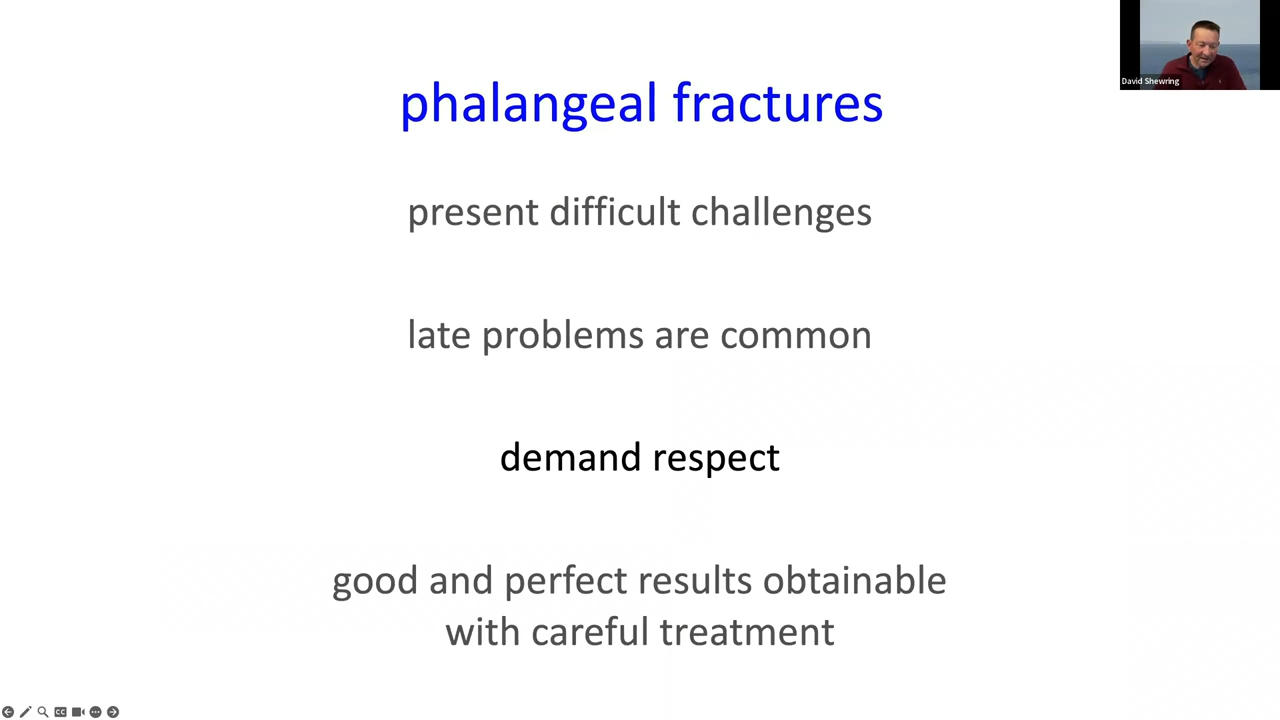 David Shewring
phalangeal fractures
present difficult challenges
late problems are common
demand respect
good and perfect results obtainable
with careful treatment
CC